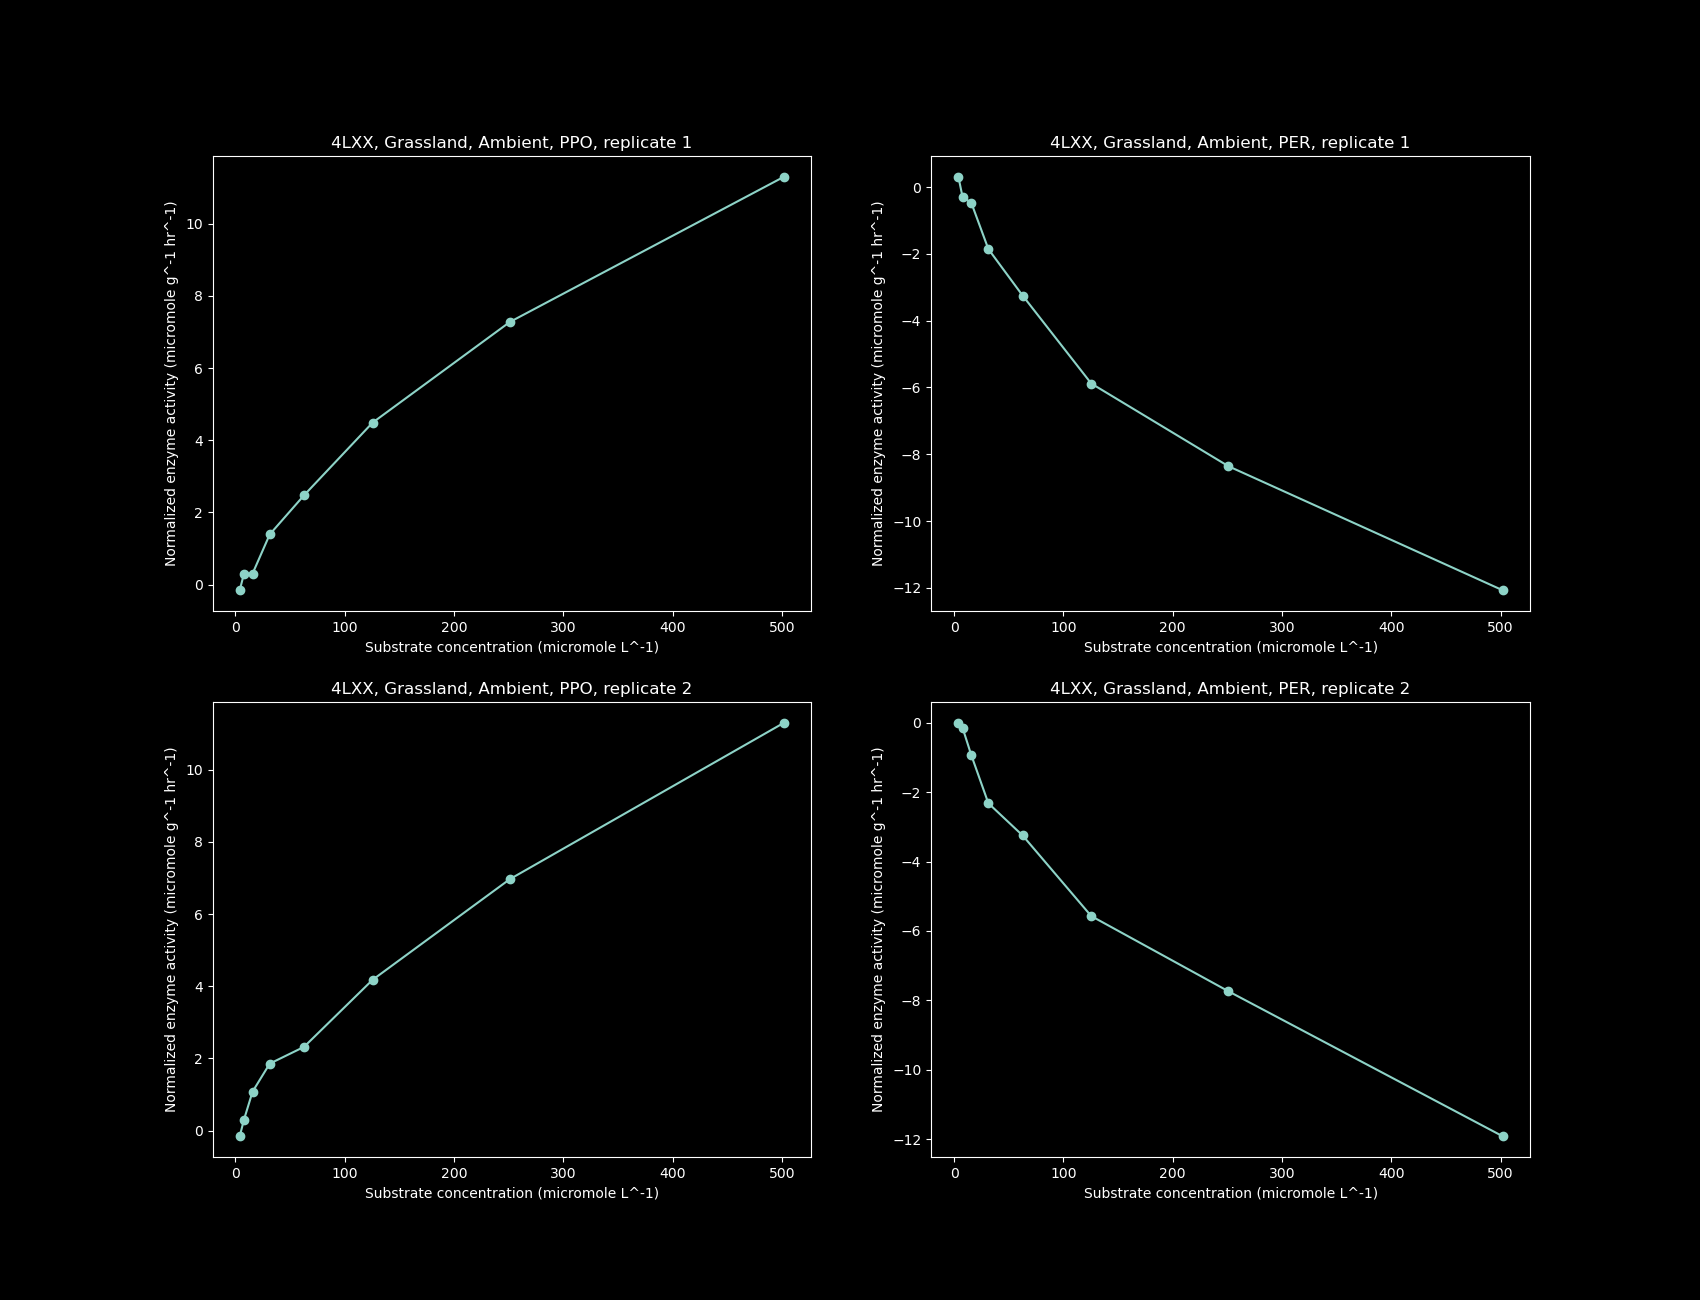 4LXX, Grassland, Ambient, PPO, replicate 1
Normalized enzyme activity (micromole g^-1 hr^-1)
10
8
6
4
2
0
0 100 200 300 400 500
Substrate concentration (micromole L^-1)
4LXX, Grassland, Ambient, PER, replicate 1
Normalized enzyme activity (micromole g^-1 hr^-1)
0
−2
−4
−6
−8
−10
−12
0 100 200 300 400 500
Substrate concentration (micromole L^-1)
4LXX, Grassland, Ambient, PPO, replicate 2
Normalized enzyme activity (micromole g^-1 hr^-1)
10
8
6
4
2
0
0 100 200 300 400 500
Substrate concentration (micromole L^-1)
4LXX, Grassland, Ambient, PER, replicate 2
Normalized enzyme activity (micromole g^-1 hr^-1)
0
−2
−4
−6
−8
−10
−12
0 100 200 300 400 500
Substrate concentration (micromole L^-1)